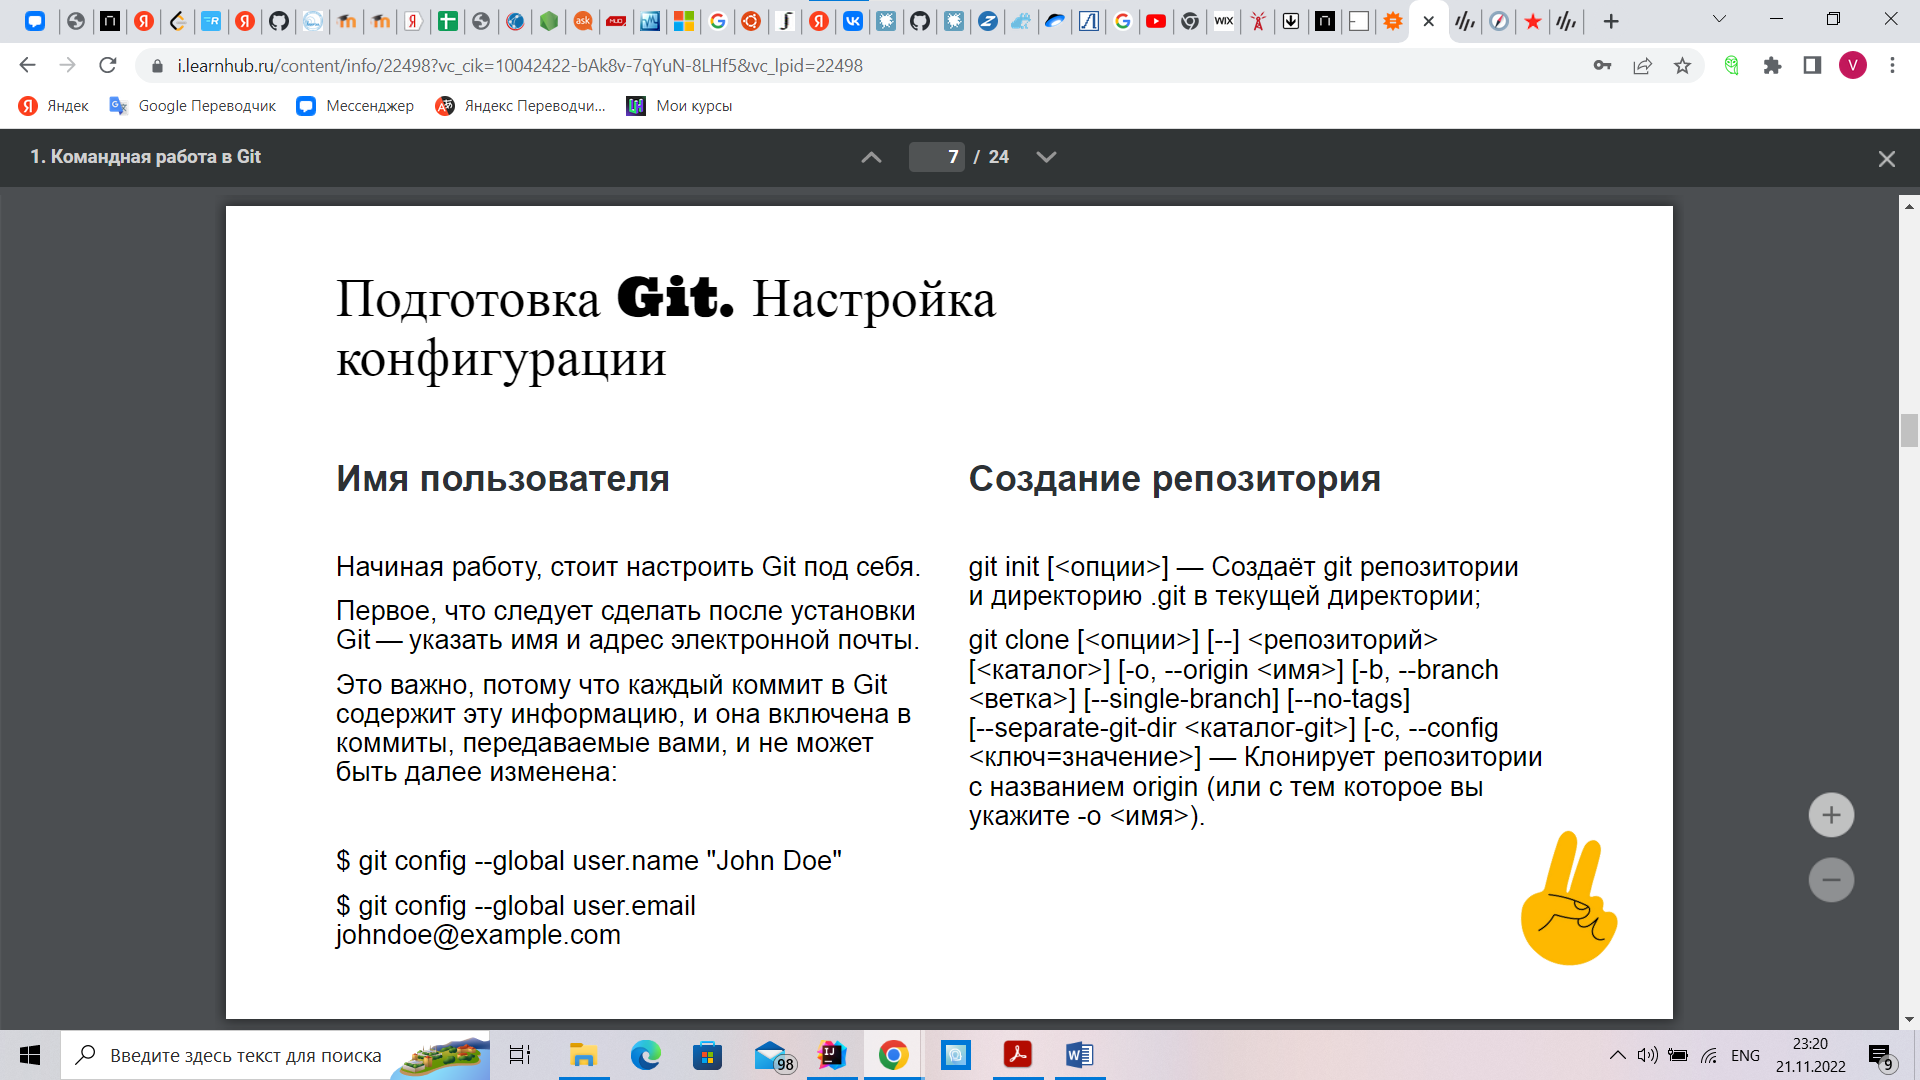 i.learnhub.ru/content/info/22498?vc_cik=10042422-bAk8v-7qYuN-8LHf5&vc_lpid=22498
V
Яндек
Google Переводчик
Мессенджер
Яндекс Переводчи...
Мои курсы
1. Командная работа в Git
7 / 24
Подготовка Git. Настройка
конфигурации
Имя пользователя
Начиная работу, стоит настроить Git под себя.
Первое, что следует сделать после установки
Git — указать имя и адрес электронной почты.
Это важно, потому что каждый коммит в Git
содержит эту информацию, и она включена в
коммиты, передаваемые вами, и не может
быть далее изменена:
$ git config --global user.name "John Doe"
$ git config --global user.email
johndoe@example.com
Создание репозитория
git init [<опции>] — Создаёт git репозитории
и директорию .git в текущей директории;
git clone [<опции>] [--] <репозиторий>
[<каталог>] [-o, --origin <имя>] [-b, --branch
<ветка>] [--single-branch] [--no-tags]
[--separate-git-dir <каталог-git>] [-c, --config
<ключ=значение>] — Клонирует репозитории
с названием origin (или с тем которое вы
укажите -o <имя>).
Введите здесь текст для поиска
98
ENG
23:20
21.11.2022
9